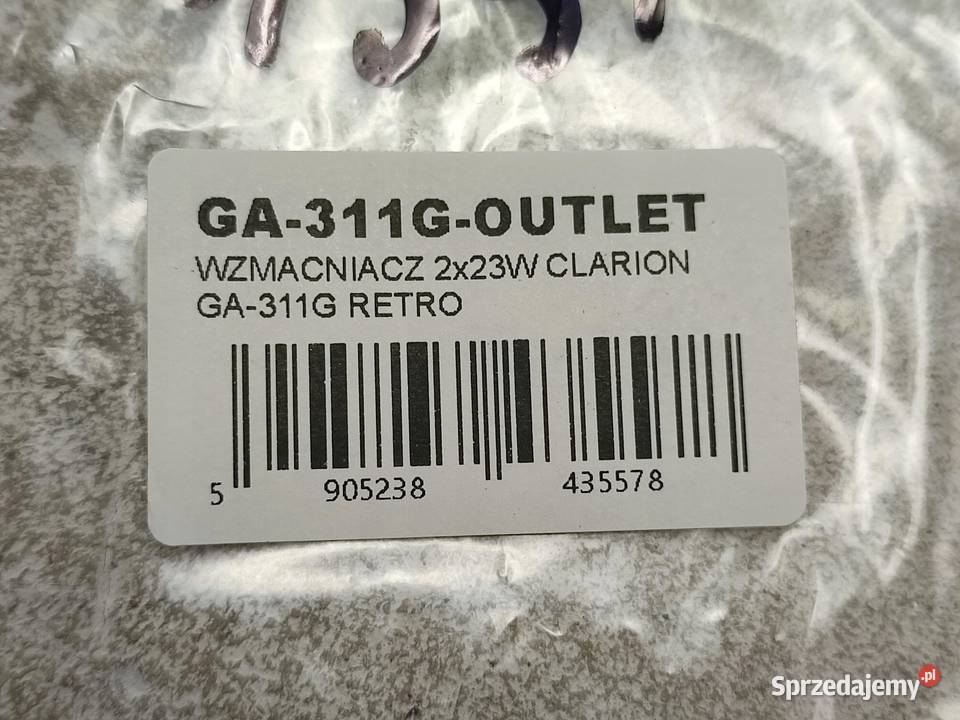 GA-311G-OUTLET
WZMACNIACZ 2x23W CLARION
GA-311G RETRO
5 905238 435578
Sprzedajemy.pl